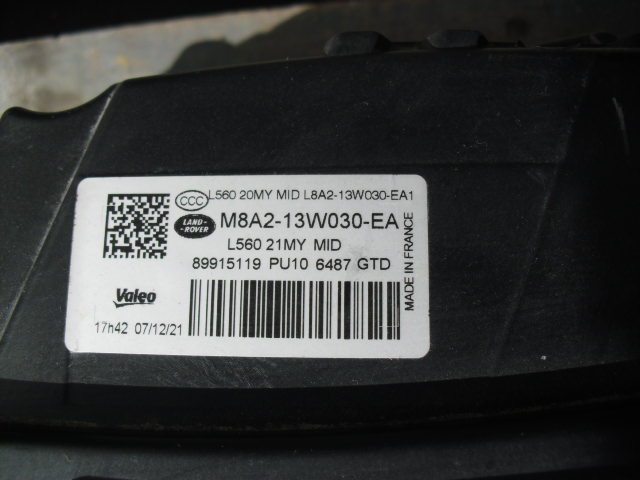 CCC L560 20MY MID L8A2-13W030-EA1
LAND-
-ROVER
M8A2-13W030-EA
L560 21MY MID
89915119 PU10 6487 GTD
Valeo
17h42 07/12/21
MADE IN FRANCE